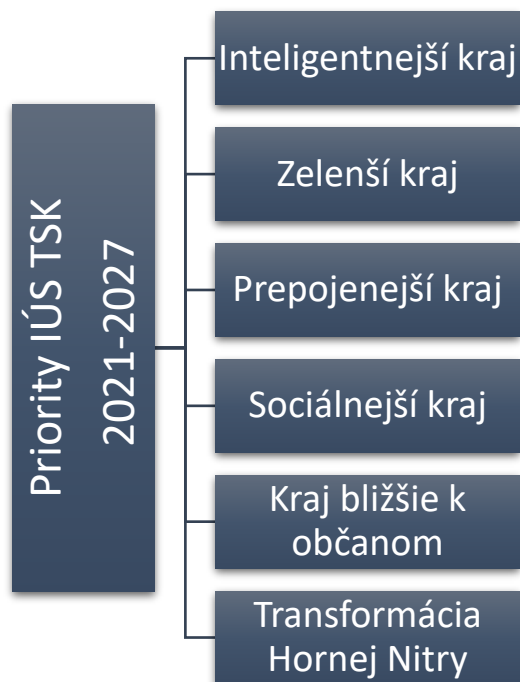 Priority IÚS TSK
2021-2027
Inteligentnejší kraj
Zelenší kraj
Prepojenejší kraj
Sociálnejší kraj
Kraj bližšie k
občanom
Transformácia
Hornej Nitry